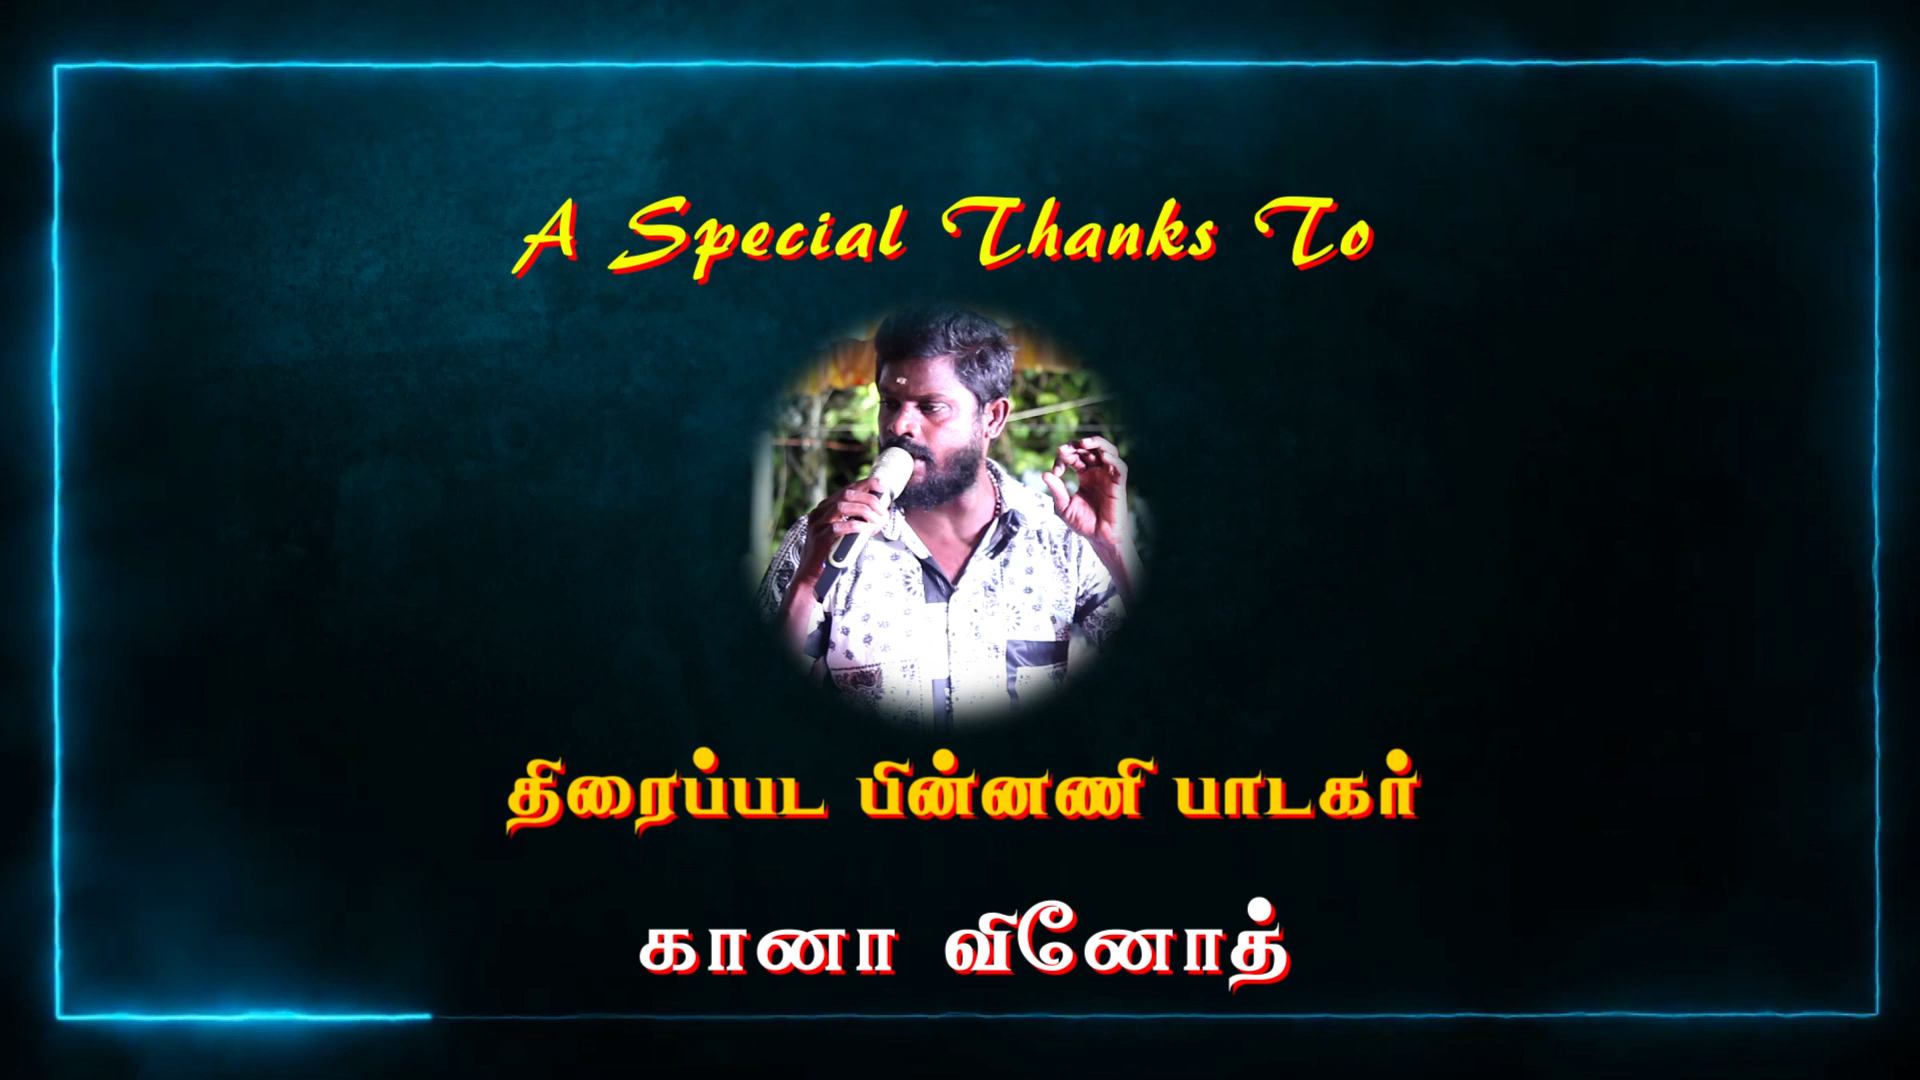 A Special Thanks To
திரைப்பட பின்னணி பாடகர்
கானா வினோத்